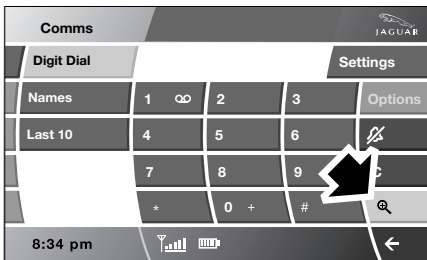 Comms JAGUAR
Digit Dial Settings
Names 1 2 3 Options
Last 10 4 5 6
7 8 9 C
* 0 + #
8:34 pm